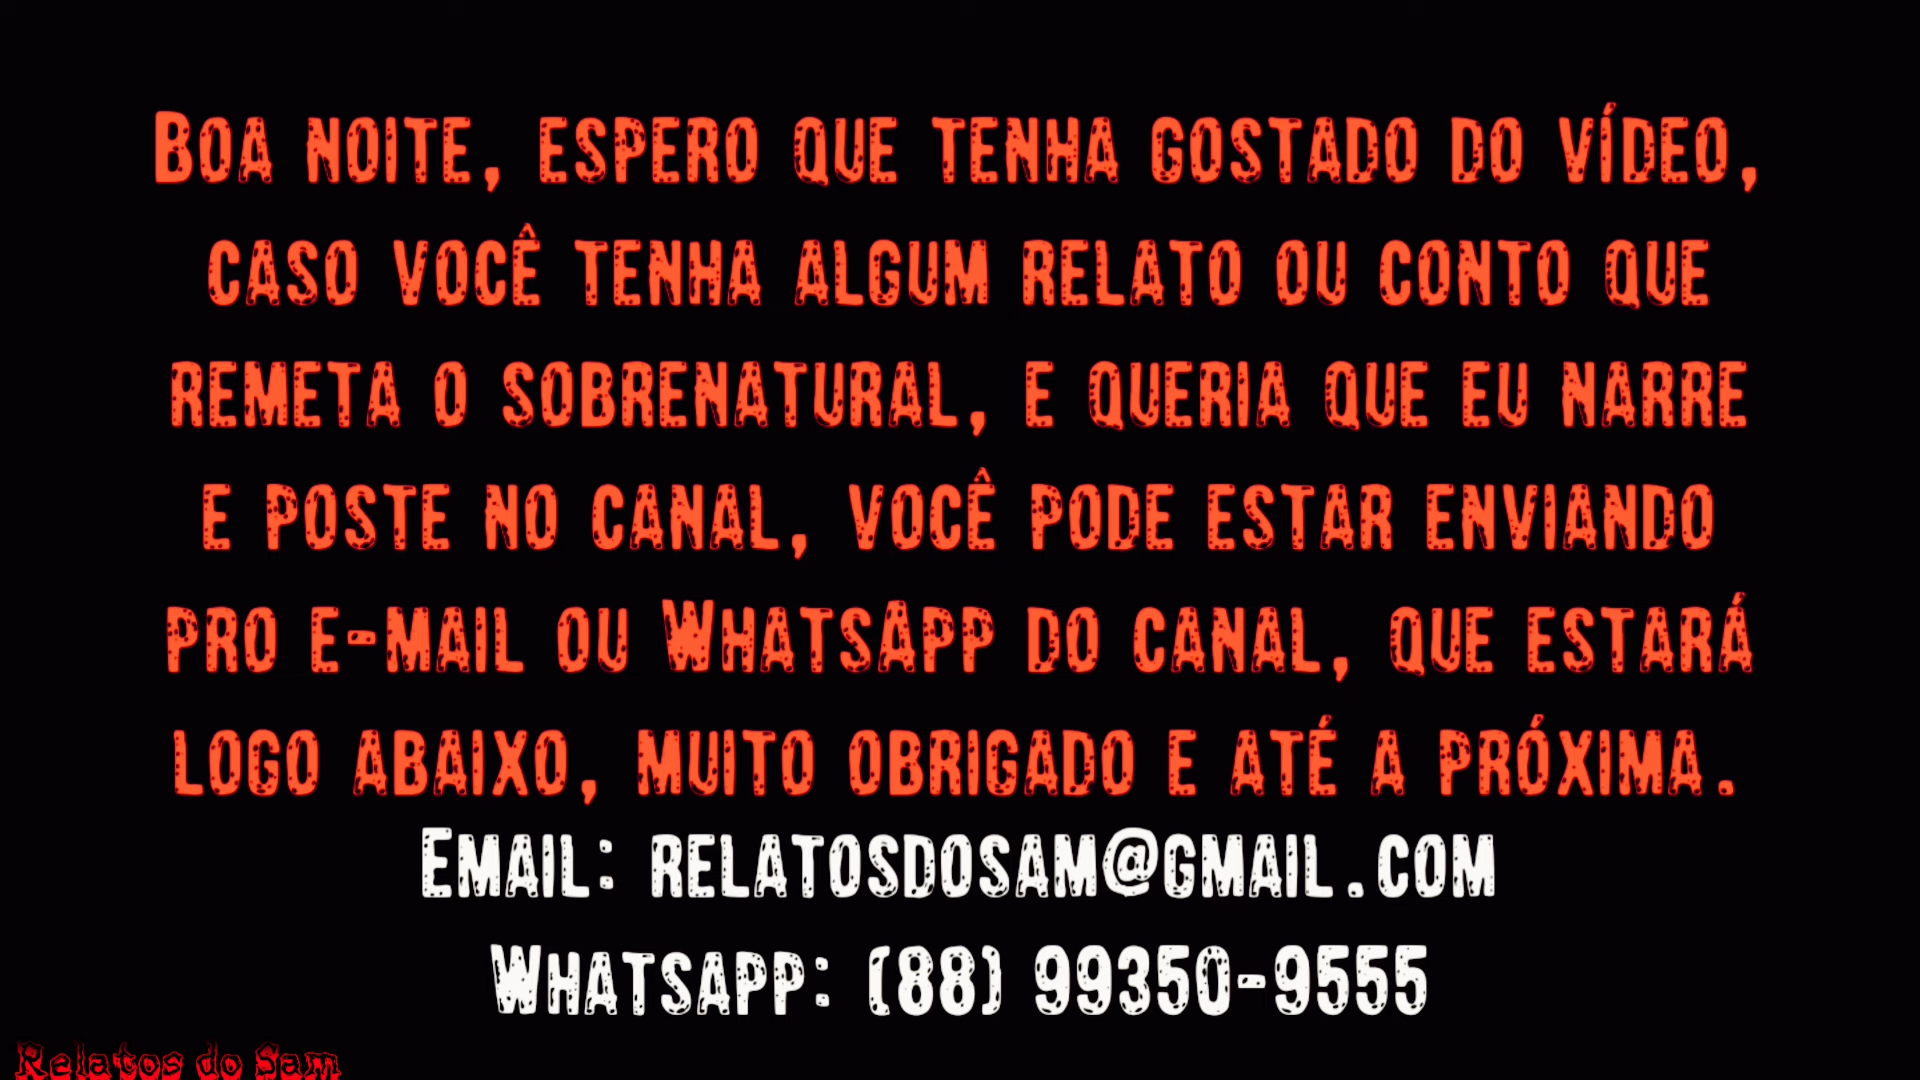 Boa noite, espero que tenha gostado do vídeo,
caso você tenha algum relato ou conto que
remeta o sobrenatural, e queria que eu narre
e poste no canal, você pode estar enviando
pro e-mail ou WhatsApp do canal, que estará
logo abaixo, muito obrigado e até a próxima.
Email: relatosdosam@gmail.com
Whatsapp: (88) 99350-9555
Relatos do Sam